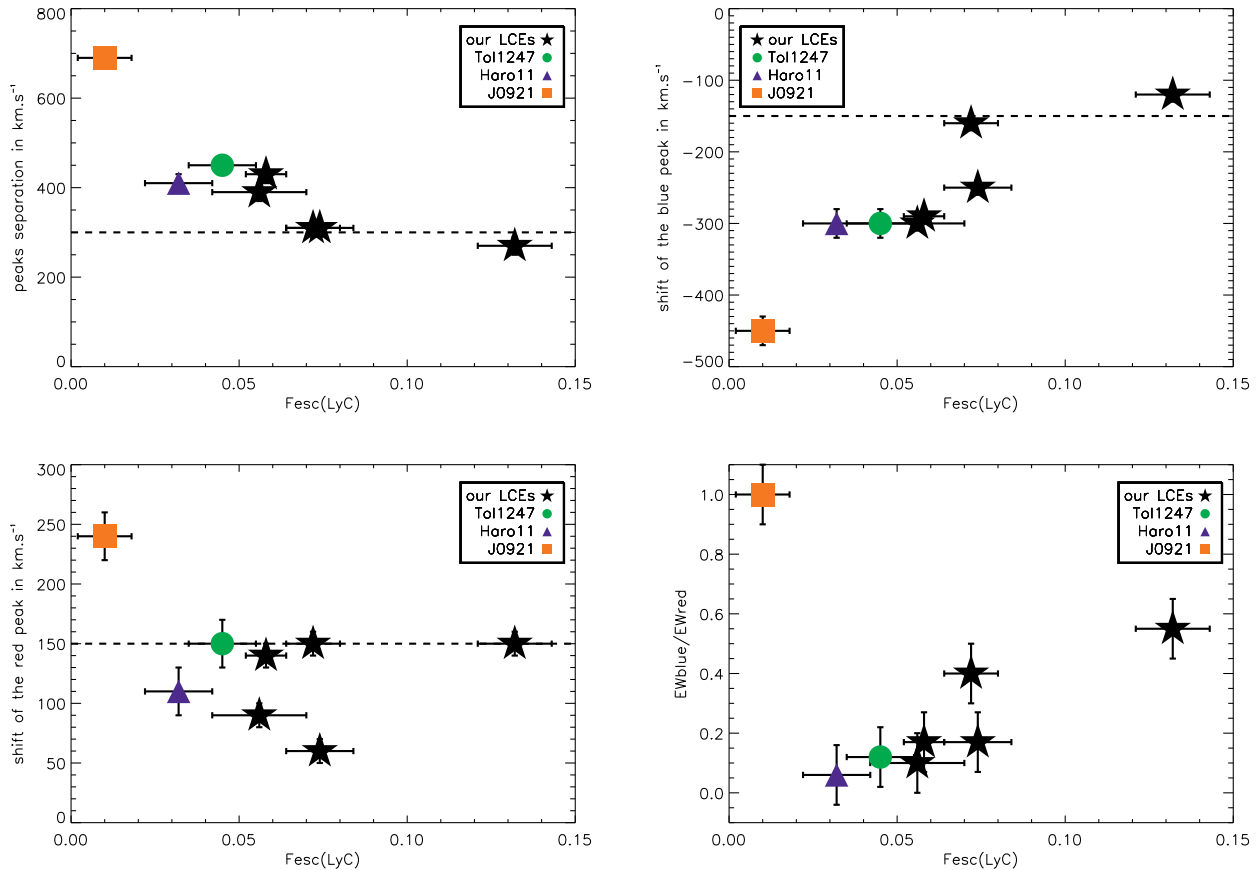 peaks separation in km.s⁻¹
800
600
400
200
0
our LCEs
Tol1247
Haro11
J0921
0.00 0.05 0.10 0.15
Fesc(LyC)
shift of the blue peak in km.s⁻¹
0
−100
−200
−300
−400
−500
our LCEs
Tol1247
Haro11
J0921
0.00 0.05 0.10 0.15
Fesc(LyC)
shift of the red peak in km.s⁻¹
300
250
200
150
100
50
0
our LCEs
Tol1247
Haro11
J0921
0.00 0.05 0.10 0.15
Fesc(LyC)
EWblue/EWred
1.0
0.8
0.6
0.4
0.2
0.0
our LCEs
Tol1247
Haro11
J0921
0.00 0.05 0.10 0.15
Fesc(LyC)